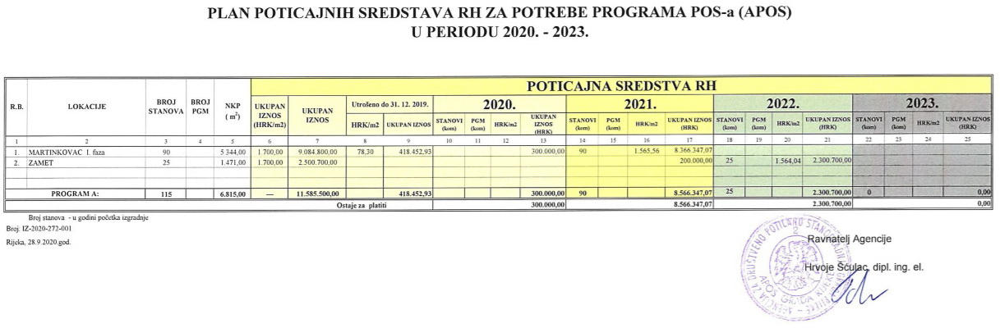 PLAN POTICAJNIH SREDSTAVA RH ZA POTREBE PROGRAMA POS-a (APOS)
U PERIODU 2020. - 2023.
POTICAJNA SREDSTVA RH
R.B. LOKACIJE BROJ STANOVA BROJ PGM NKP ( m²) UKUPAN IZNOS (HRK/m2) UKUPAN IZNOS Utrošeno do 31. 12. 2019. 2020. 2021. 2022. 2023.
HRK/m2 UKUPAN IZNOS STANOVI (kom) PGM (kom) HRK/m2 UKUPAN IZNOS (HRK) STANOVI (kom) PGM (kom) HRK/m2 UKUPAN IZNOS (HRK) STANOVI (kom) PGM (kom) HRK/m2 UKUPAN IZNOS (HRK) STANOVI (kom) PGM (kom) HRK/m2 UKUPAN IZNOS (HRK)
1 2 3 4 5 6 7 8 9 10 11 12 13 14 15 16 17 18 19 20 21 22 23 24 25
1. MARTINKOVAC I. faza 90 5 344,00 1.700,00 9.084.800,00 78,30 418.452,93 300.000,00 90 1.565,56 8.366.347,07
2. ZAMET 25 1.471,00 1.700,00 2.500.700,00 200.000,00 25 1.564,04 2.300.700,00
PROGRAM A: 115 6.815,00 — 11.585.500,00 418.452,93 300.000,00 90 8.566.347,07 25 2.300.700,00 0 0,00
Ostaje za platiti 300.000,00 8.566.347,07 2.300.700,00 0,00
Broj stanova - u godini početka izgradnje
Broj: IZ-2020-272-001
Rijeka, 28.9.2020.god.
Ravnatelj Agencije
Hrvoje Šćulac, dipl. ing. el.
AGENCIJA ZA DRUŠTVENO POTICANU STANOGRADNJU
APOS GRADA RIJEKE
2